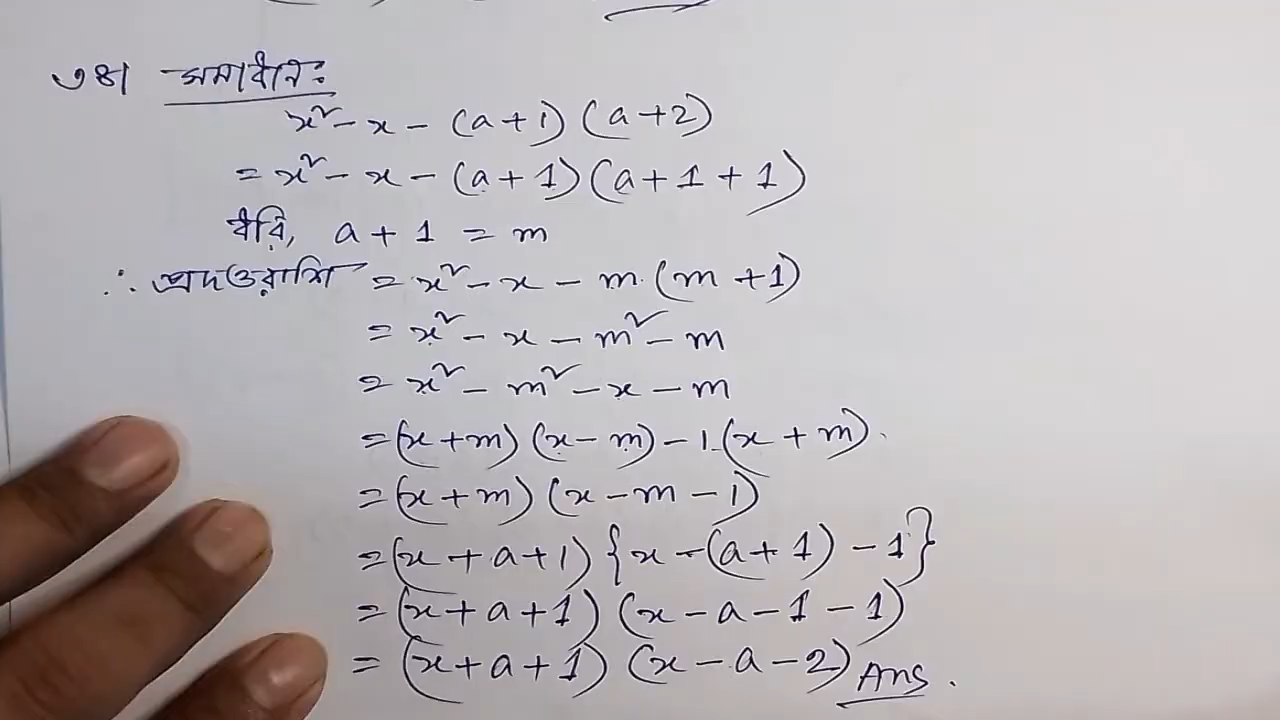 ৩৪। সমাধান:
x² - x - (a+1) (a+2)
= x² - x - (a+1) (a+1+1)
ধরি, a + 1 = m
∴ প্রদত্তরাশি = x² - x - m.(m+1)
= x² - x - m² - m
= x² - m² - x - m
= (x+m) (x-m) - 1.(x+m).
= (x+m) (x-m-1)
= (x+a+1) {x-(a+1)-1}
= (x+a+1) (x-a-1-1)
= (x+a+1) (x-a-2) Ans.